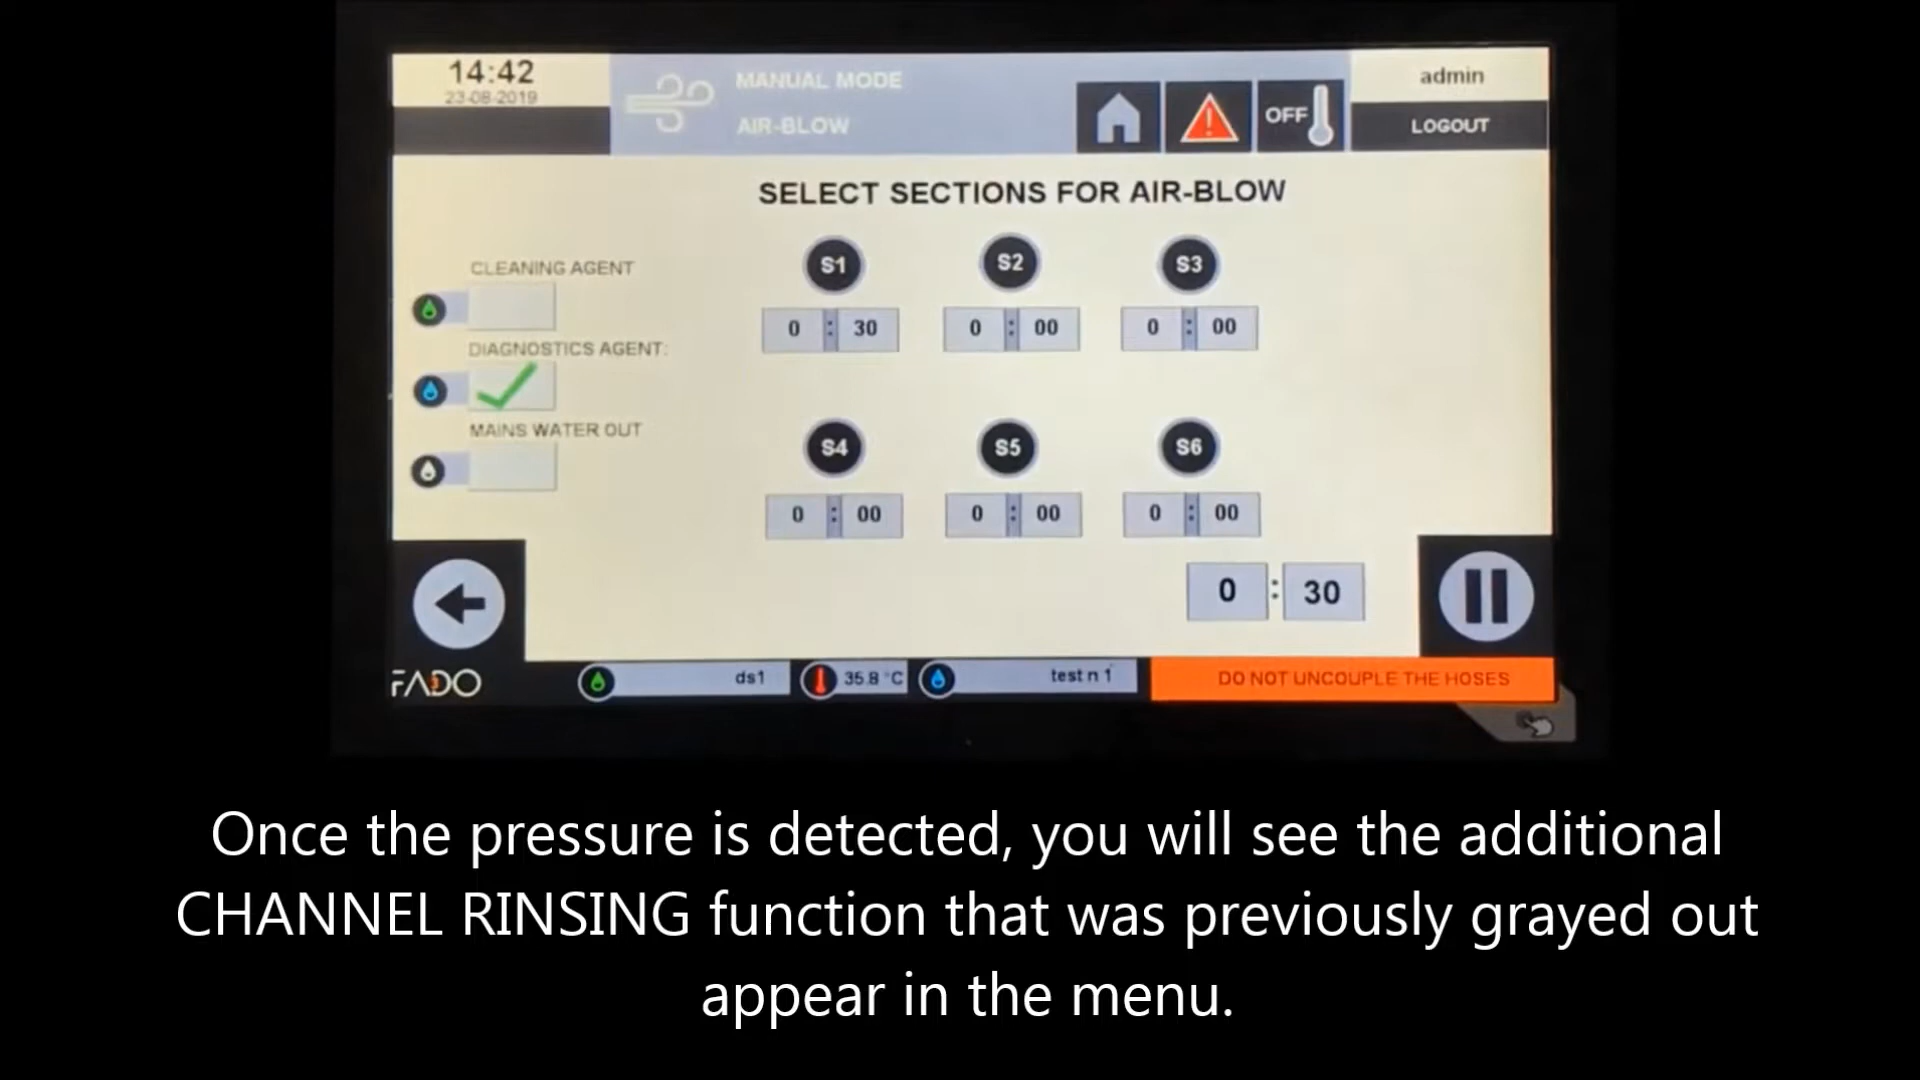 14:42
23-08-2019
MANUAL MODE
AIR-BLOW
OFF
admin
LOGOUT
SELECT SECTIONS FOR AIR-BLOW
CLEANING AGENT
DIAGNOSTICS AGENT:
MAINS WATER OUT
S1 S2 S3
0 : 30 0 : 00 0 : 00
S4 S5 S6
0 : 00 0 : 00 0 : 00
0 : 30
FADO
ds1
35.8 °C
test n 1
DO NOT UNCOUPLE THE HOSES
Once the pressure is detected, you will see the additional
CHANNEL RINSING function that was previously grayed out
appear in the menu.